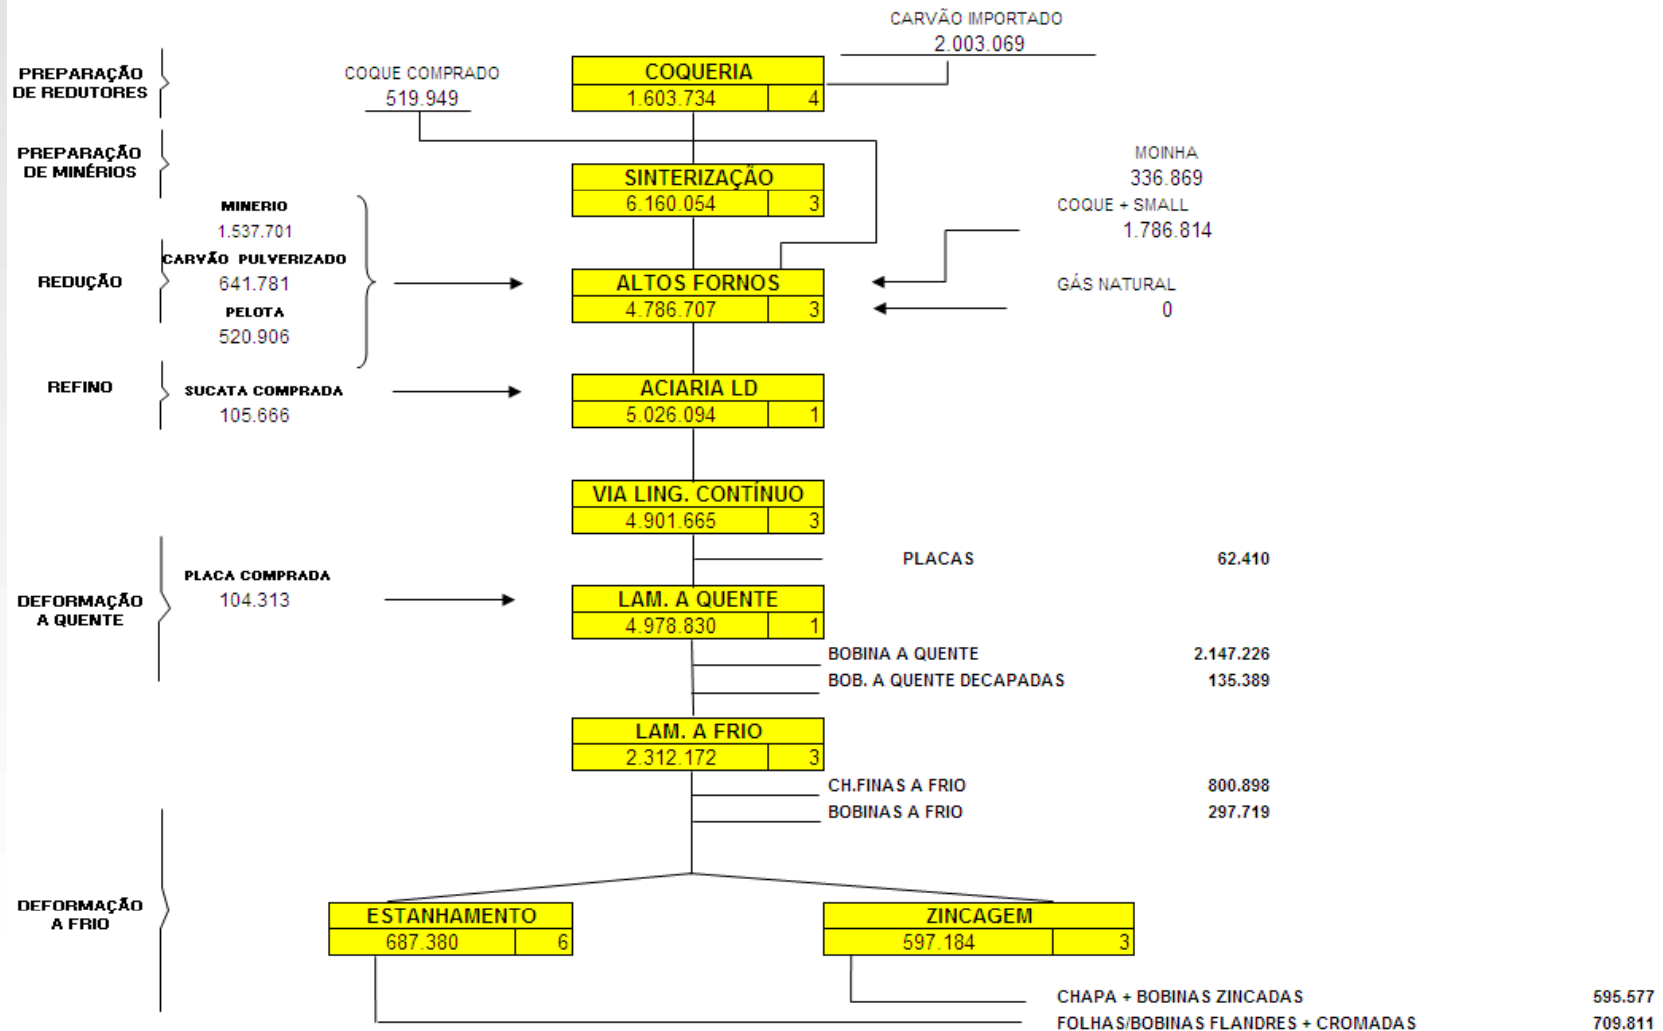 CARVÃO IMPORTADO
2.003.069
PREPARAÇÃO
DE REDUTORES
COQUE COMPRADO
519.949
COQUERIA
1.603.734 4
PREPARAÇÃO
DE MINÉRIOS
SINTERIZAÇÃO
6.160.054 3
MOINHA
336.869
COQUE + SMALL
1.786.814
MINERIO
1.537.701
CARVÃO PULVERIZADO
641.781
PELOTA
520.906
REDUÇÃO
ALTOS FORNOS
4.786.707 3
GÁS NATURAL
0
REFINO
SUCATA COMPRADA
105.666
ACIARIA LD
5.026.094 1
VIA LING. CONTÍNUO
4.901.665 3
PLACAS 62.410
DEFORMAÇÃO
A QUENTE
PLACA COMPRADA
104.313
LAM. A QUENTE
4.978.830 1
BOBINA A QUENTE 2.147.226
BOB. A QUENTE DECAPADAS 135.389
LAM. A FRIO
2.312.172 3
CH.FINAS A FRIO 800.898
BOBINAS A FRIO 297.719
DEFORMAÇÃO
A FRIO
ESTANHAMENTO
687.380 6
ZINCAGEM
597.184 3
CHAPA + BOBINAS ZINCADAS 595.577
FOLHAS/BOBINAS FLANDRES + CROMADAS 709.811